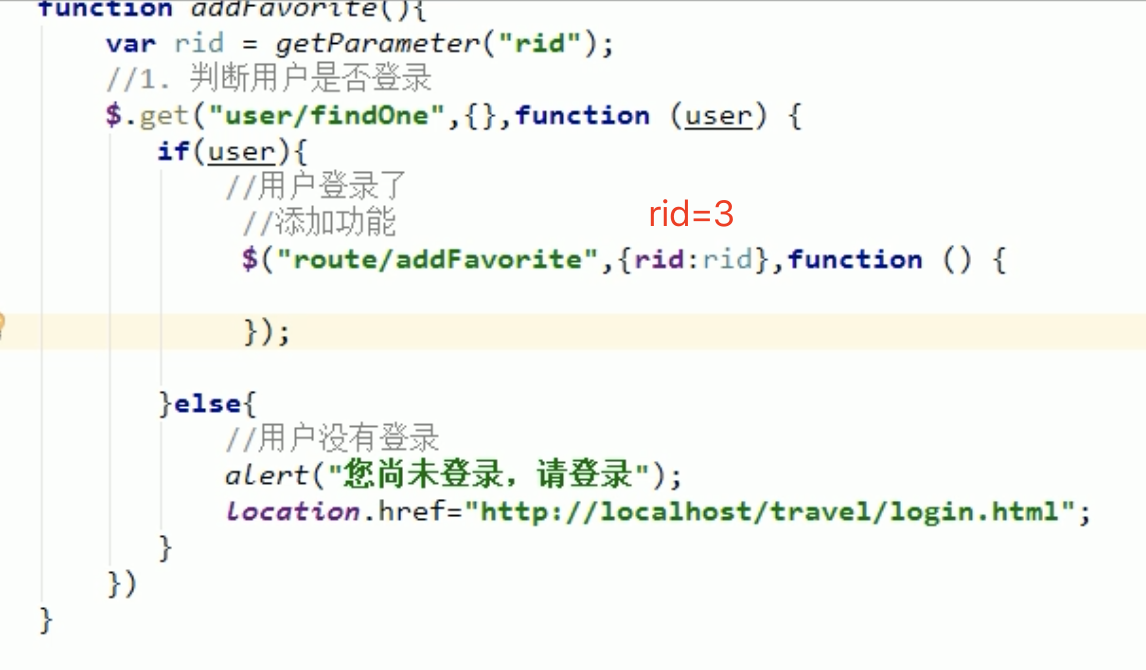 function addFavorite(){
var rid = getParameter("rid");
//1. 判断用户是否登录
$.get("user/findOne",{},function (user) {
if(user){
//用户登录了
//添加功能
rid=3
$("route/addFavorite",{rid:rid},function () {
});
}else{
//用户没有登录
alert("您尚未登录，请登录");
location.href="http://localhost/travel/login.html";
}
})
}